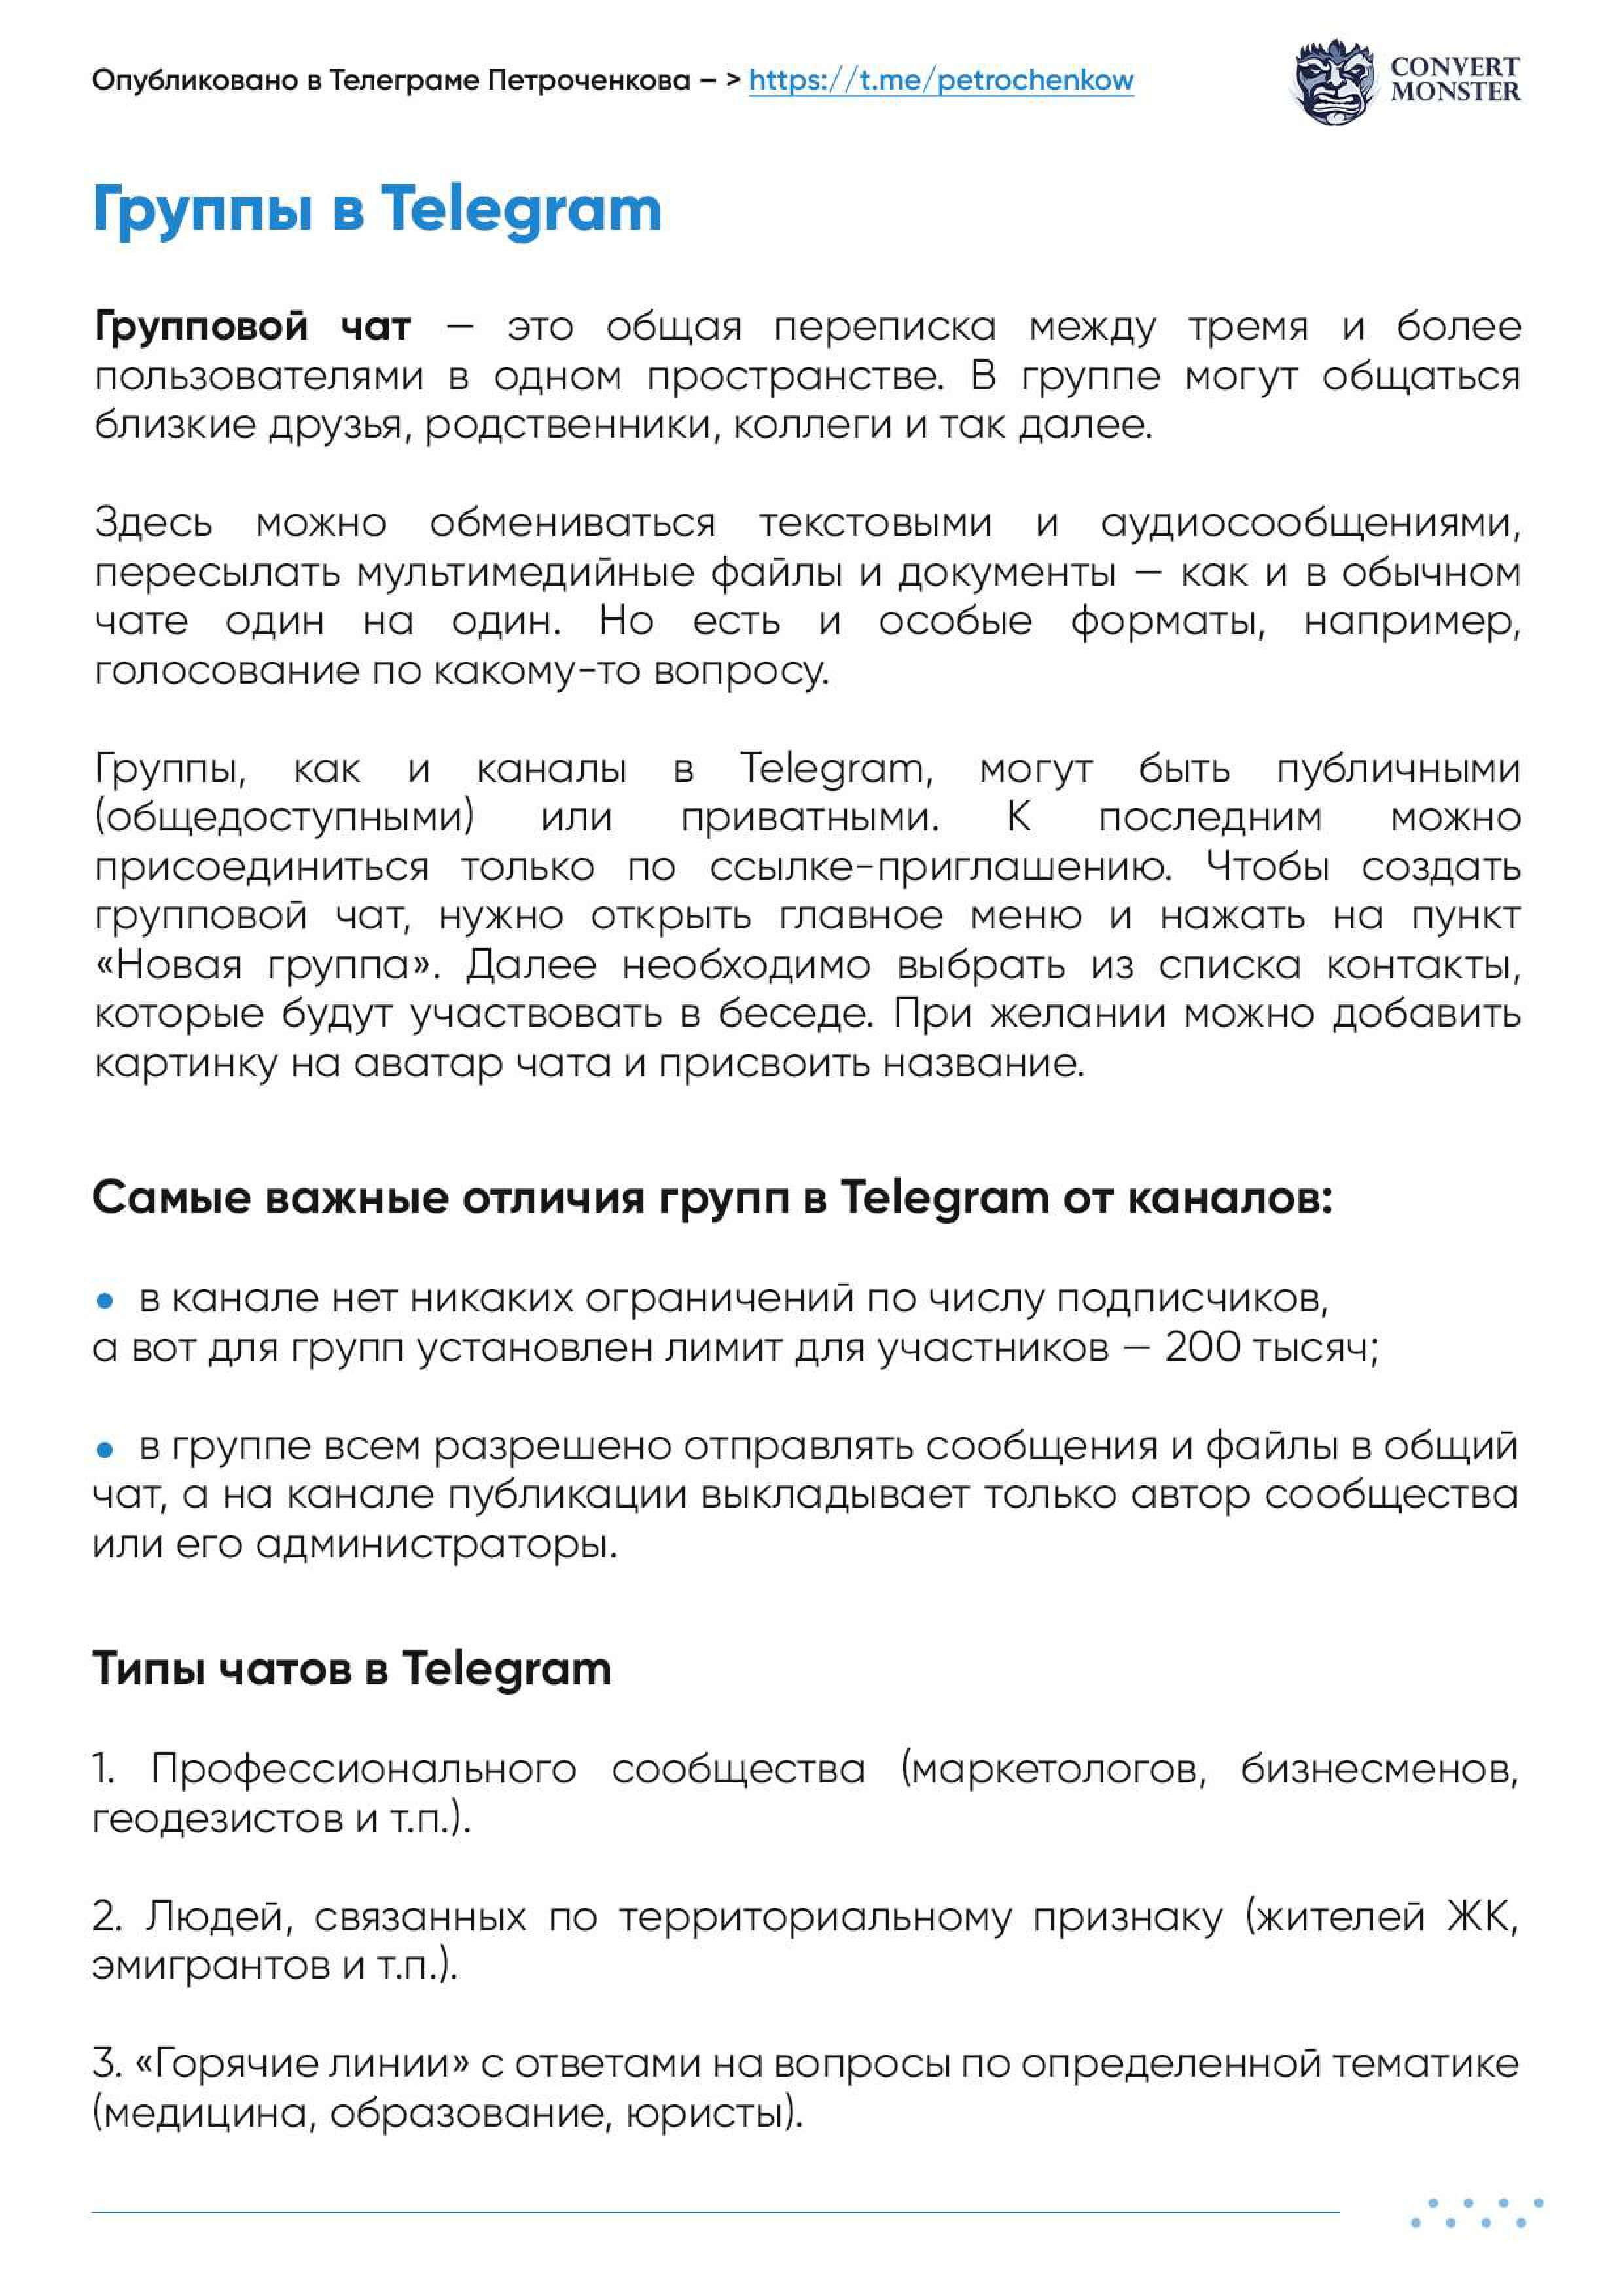 Опубликовано в Телеграме Петроченкова – > https://t.me/petrochenkow
CONVERT
MONSTER
Группы в Telegram
Групповой чат — это общая переписка между тремя и более
пользователями в одном пространстве. В группе могут общаться
близкие друзья, родственники, коллеги и так далее.
Здесь можно обмениваться текстовыми и аудиосообщениями,
пересылать мультимедийные файлы и документы — как и в обычном
чате один на один. Но есть и особые форматы, например,
голосование по какому-то вопросу.
Группы, как и каналы в Telegram, могут быть публичными
(общедоступными) или приватными. К последним можно
присоединиться только по ссылке-приглашению. Чтобы создать
групповой чат, нужно открыть главное меню и нажать на пункт
«Новая группа». Далее необходимо выбрать из списка контакты,
которые будут участвовать в беседе. При желании можно добавить
картинку на аватар чата и присвоить название.
Самые важные отличия групп в Telegram от каналов:
• в канале нет никаких ограничений по числу подписчиков,
а вот для групп установлен лимит для участников — 200 тысяч;
• в группе всем разрешено отправлять сообщения и файлы в общий
чат, а на канале публикации выкладывает только автор сообщества
или его администраторы.
Типы чатов в Telegram
1. Профессионального сообщества (маркетологов, бизнесменов,
геодезистов и т.п.).
2. Людей, связанных по территориальному признаку (жителей ЖК,
эмигрантов и т.п.).
3. «Горячие линии» с ответами на вопросы по определенной тематике
(медицина, образование, юристы).